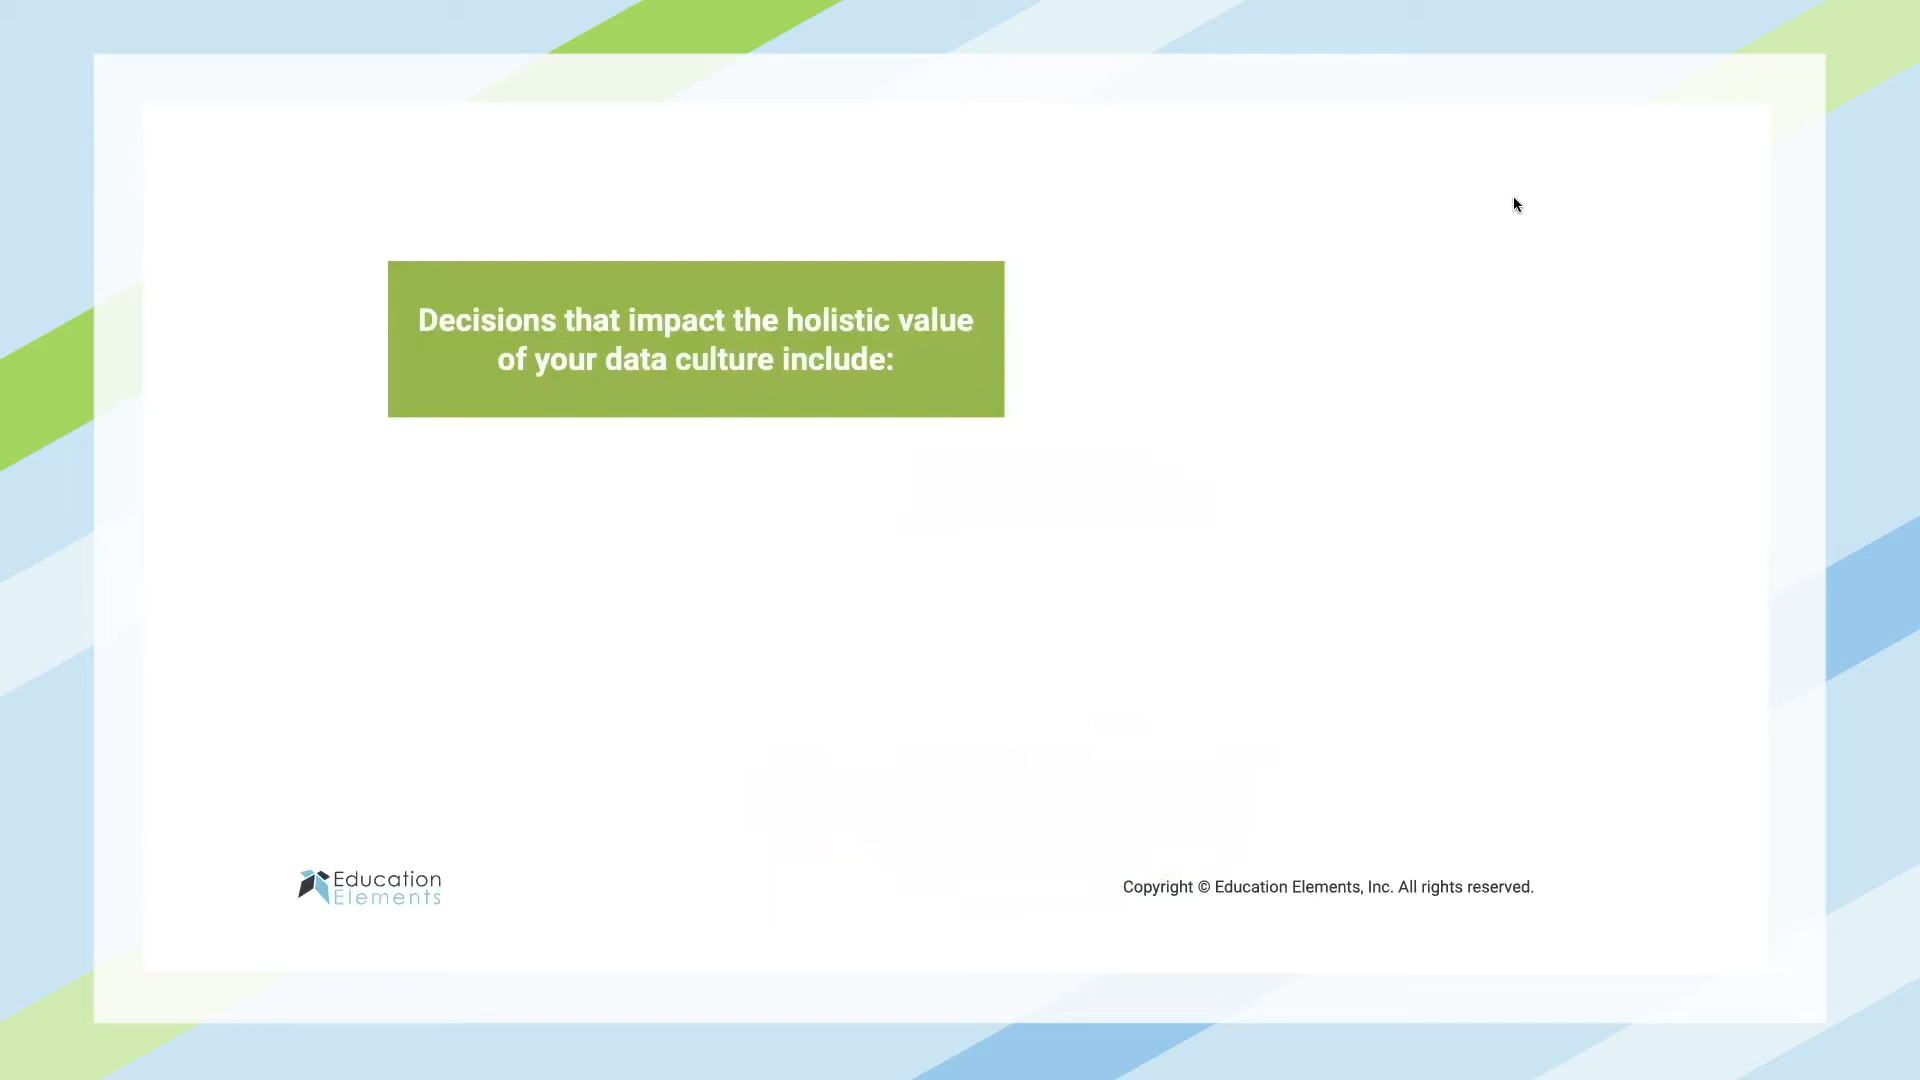 Decisions that impact the holistic value
of your data culture include:
Education
Elements
Copyright © Education Elements, Inc. All rights reserved.